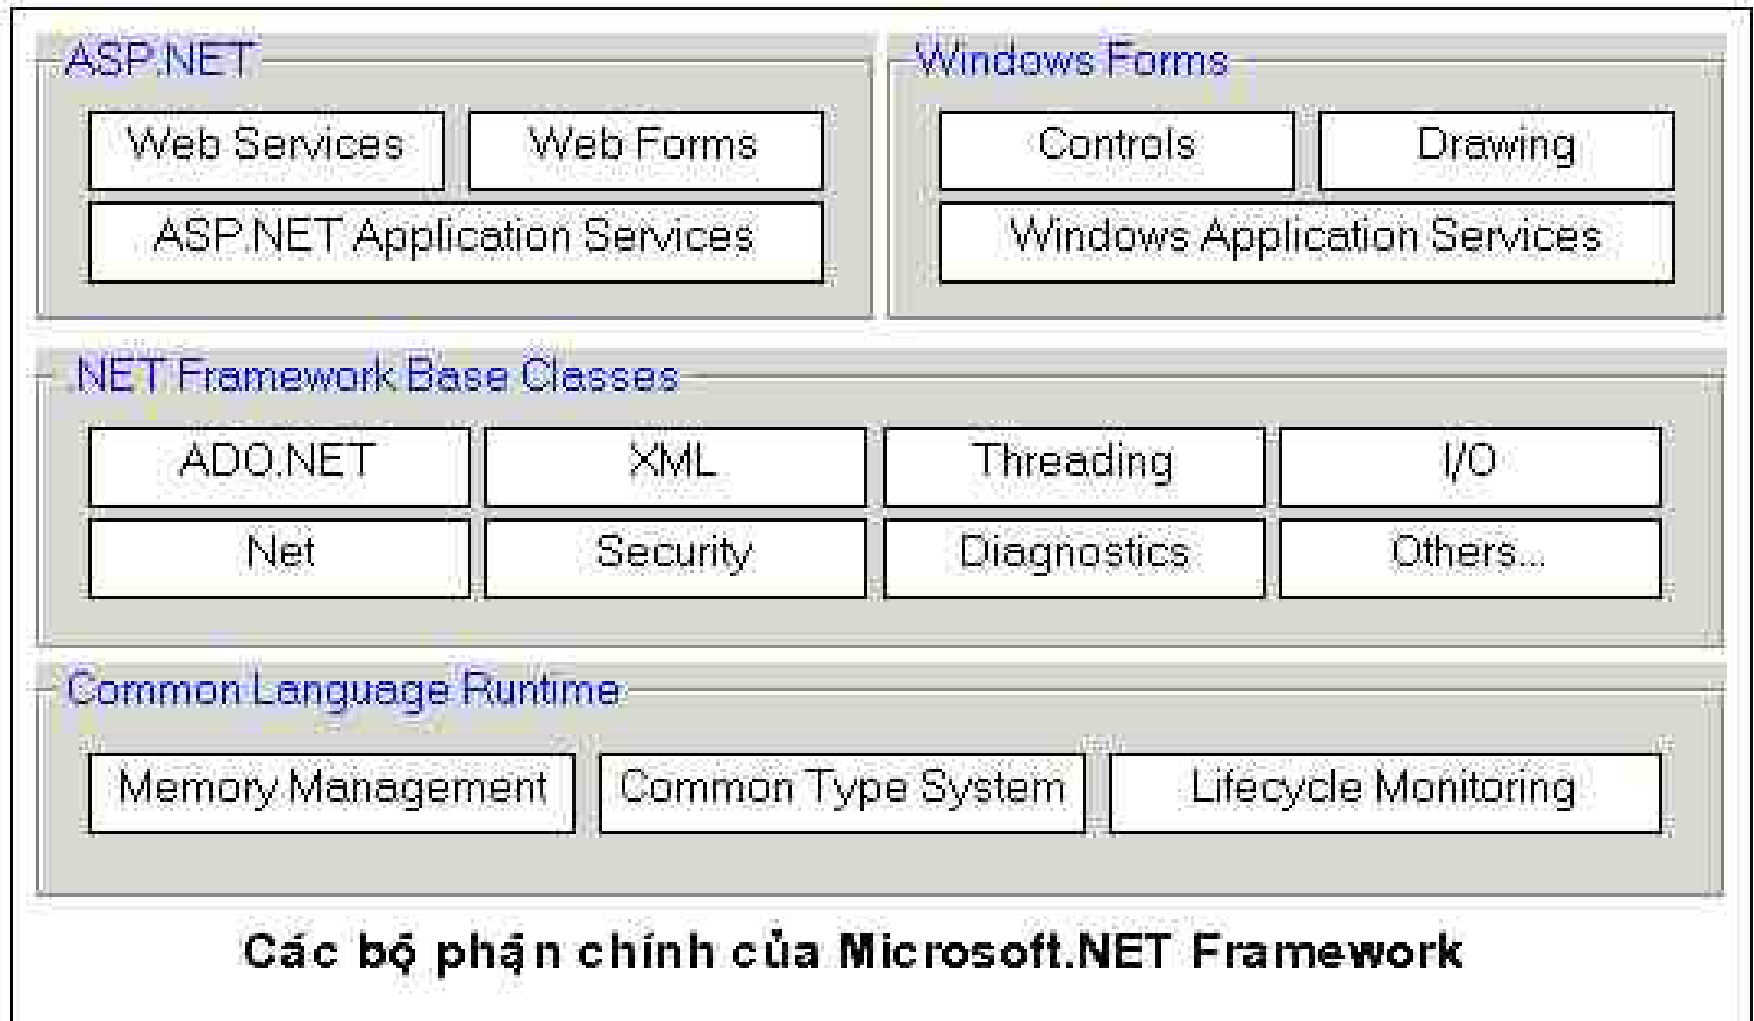 ASP.NET
Web Services
Web Forms
ASP.NET Application Services
Windows Forms
Controls
Drawing
Windows Application Services
.NET Framework Base Classes
ADO.NET
XML
Threading
I/O
Net
Security
Diagnostics
Others...
Common Language Runtime
Memory Management
Common Type System
Lifecycle Monitoring
Các bộ phận chính của Microsoft.NET Framework